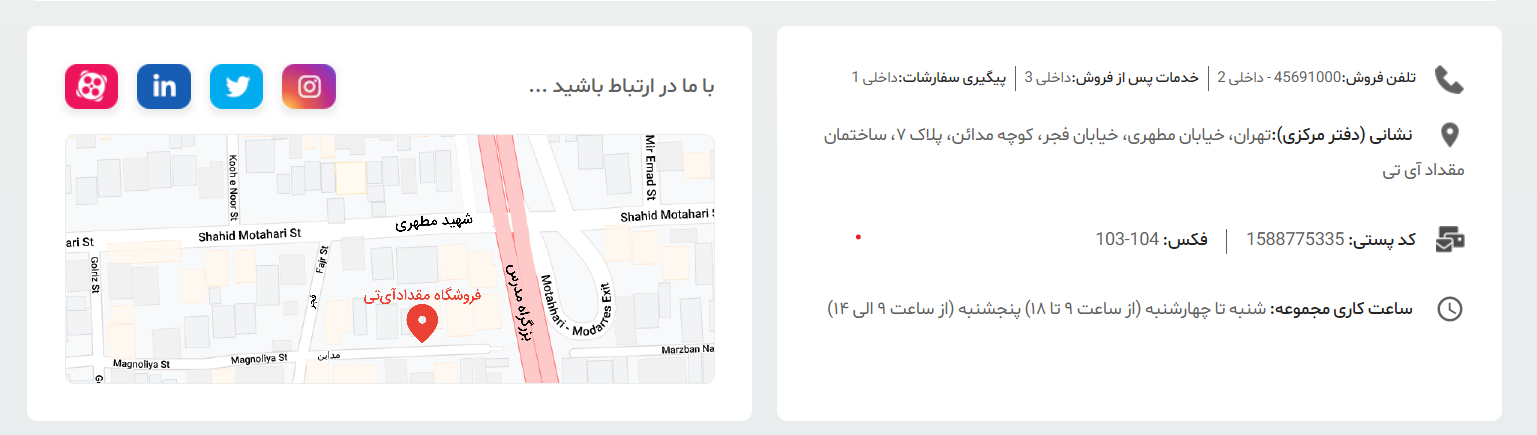 تلفن فروش:45691000 - داخلی 2 | خدمات پس از فروش:داخلی 3 | پیگیری سفارشات:داخلی 1
نشانی (دفتر مرکزی):تهران، خیابان مطهری، خیابان فجر، کوچه مدائن، پلاک ۷، ساختمان
مقداد آی تی
کد پستی: 1588775335 | فکس: 103-104
ساعت کاری مجموعه: شنبه تا چهارشنبه (از ساعت ۹ تا ۱۸) پنجشنبه (از ساعت ۹ الی ۱۴)
با ما در ارتباط باشید ...
in
Kooh e Noor St
Mir Emad St
شهید مطهری
Shahid Motahari S
ari St
Shahid Motahari St
Golriz St
Fajr St
فجر
فروشگاه مقدادآی‌تی
بزرگراه مدرس
Motahhari - Modarres Exit
Magnoliya St
Magnoliya St
مداین
Marzban Na
G